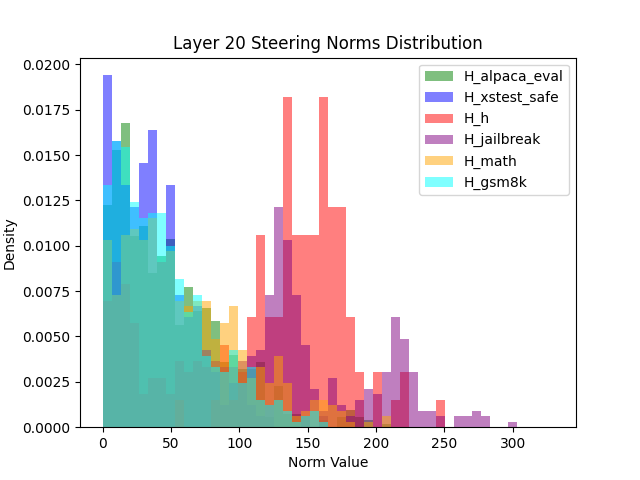 Layer 20 Steering Norms Distribution
0.0200
0.0175
0.0150
0.0125
0.0100
0.0075
0.0050
0.0025
0.0000
Density
H_alpaca_eval
H_xstest_safe
H_h
H_jailbreak
H_math
H_gsm8k
0 50 100 150 200 250 300
Norm Value